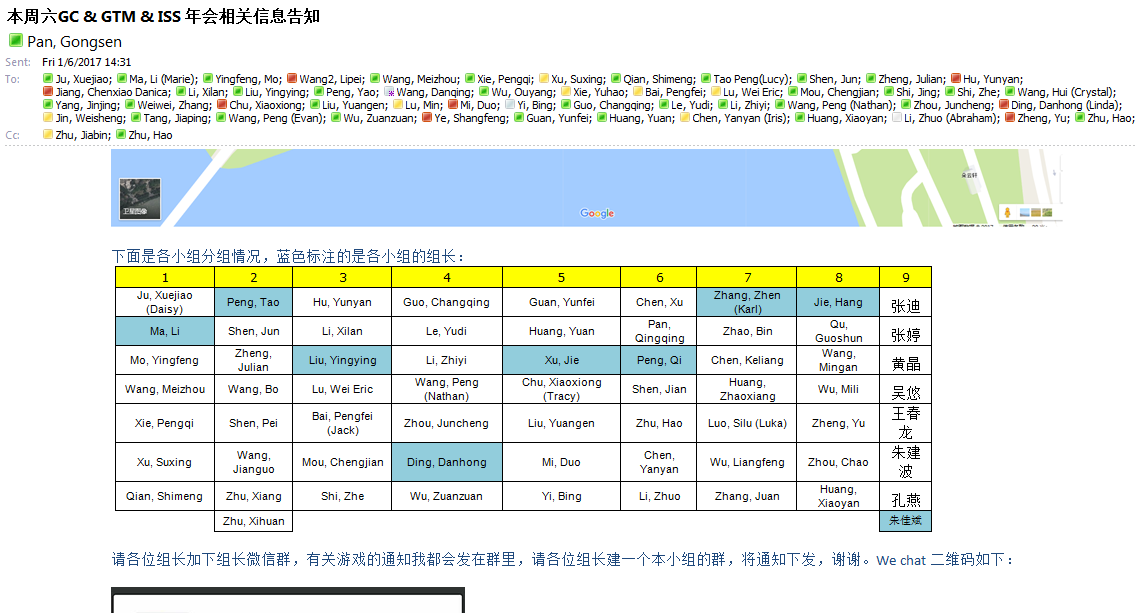 本周六GC & GTM & ISS 年会相关信息告知
Pan, Gongsen
Sent: Fri 1/6/2017 14:31
To: Ju, Xuejiao; Ma, Li (Marie); Yingfeng, Mo; Wang2, Lipei; Wang, Meizhou; Xie, Pengqi; Xu, Suxing; Qian, Shimeng; Tao Peng(Lucy); Shen, Jun; Zheng, Julian; Hu, Yunyan;
Jiang, Chenxiao Danica; Li, Xilan; Liu, Yingying; Peng, Yao; Wang, Danqing; Wu, Ouyang; Xie, Yuhao; Bai, Pengfei; Lu, Wei Eric; Mou, Chengjian; Shi, Jing; Shi, Zhe; Wang, Hui (Crystal);
Yang, Jinjing; Weiwei, Zhang; Chu, Xiaoxiong; Liu, Yuangen; Lu, Min; Mi, Duo; Yi, Bing; Guo, Changqing; Le, Yudi; Li, Zhiyi; Wang, Peng (Nathan); Zhou, Juncheng; Ding, Danhong (Linda);
Jin, Weisheng; Tang, Jiaping; Wang, Peng (Evan); Wu, Zuanzuan; Ye, Shangfeng; Guan, Yunfei; Huang, Yuan; Chen, Yanyan (Iris); Huang, Xiaoyan; Li, Zhuo (Abraham); Zheng, Yu; Zhu, Hao;
Cc: Zhu, Jiabin; Zhu, Hao
卫星图像
Google
下面是各小组分组情况，蓝色标注的是各小组的组长：
1 2 3 4 5 6 7 8 9
Ju, Xuejiao (Daisy) Peng, Tao Hu, Yunyan Guo, Changqing Guan, Yunfei Chen, Xu Zhang, Zhen (Karl) Jie, Hang 张迪
Ma, Li Shen, Jun Li, Xilan Le, Yudi Huang, Yuan Pan, Qingqing Zhao, Bin Qu, Guoshun 张婷
Mo, Yingfeng Zheng, Julian Liu, Yingying Li, Zhiyi Xu, Jie Peng, Qi Chen, Keliang Wang, Mingan 黄晶
Wang, Meizhou Wang, Bo Lu, Wei Eric Wang, Peng (Nathan) Chu, Xiaoxiong (Tracy) Shen, Jian Huang, Zhaoxiang Wu, Mili 吴悠
Xie, Pengqi Shen, Pei Bai, Pengfei (Jack) Zhou, Juncheng Liu, Yuangen Zhu, Hao Luo, Silu (Luka) Zheng, Yu 王春龙
Xu, Suxing Wang, Jianguo Mou, Chengjian Ding, Danhong Mi, Duo Chen, Yanyan Wu, Liangfeng Zhou, Chao 朱建波
Qian, Shimeng Zhu, Xiang Shi, Zhe Wu, Zuanzuan Yi, Bing Li, Zhuo Zhang, Juan Huang, Xiaoyan 孔燕
Zhu, Xihuan 朱佳斌
请各位组长加下组长微信群，有关游戏的通知我都会发在群里，请各位组长建一个本小组的群，将通知下发，谢谢。We chat 二维码如下：